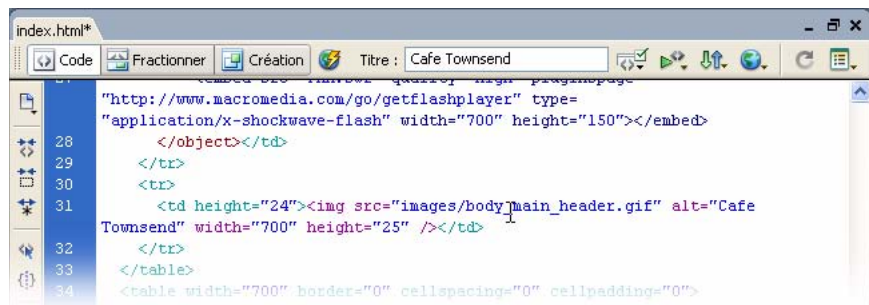 index.html*
Code Fractionner Création Titre : Cafe Townsend
"http://www.macromedia.com/go/getflashplayer" type=
"application/x-shockwave-flash" width="700" height="150"></embed>
28 </object></td>
29 </tr>
30 <tr>
31 <td height="24"><img src="images/body_main_header.gif" alt="Cafe
Townsend" width="700" height="25" /></td>
32 </tr>
33 </table>
34 <table width="700" border="0" cellspacing="0" cellpadding="0">